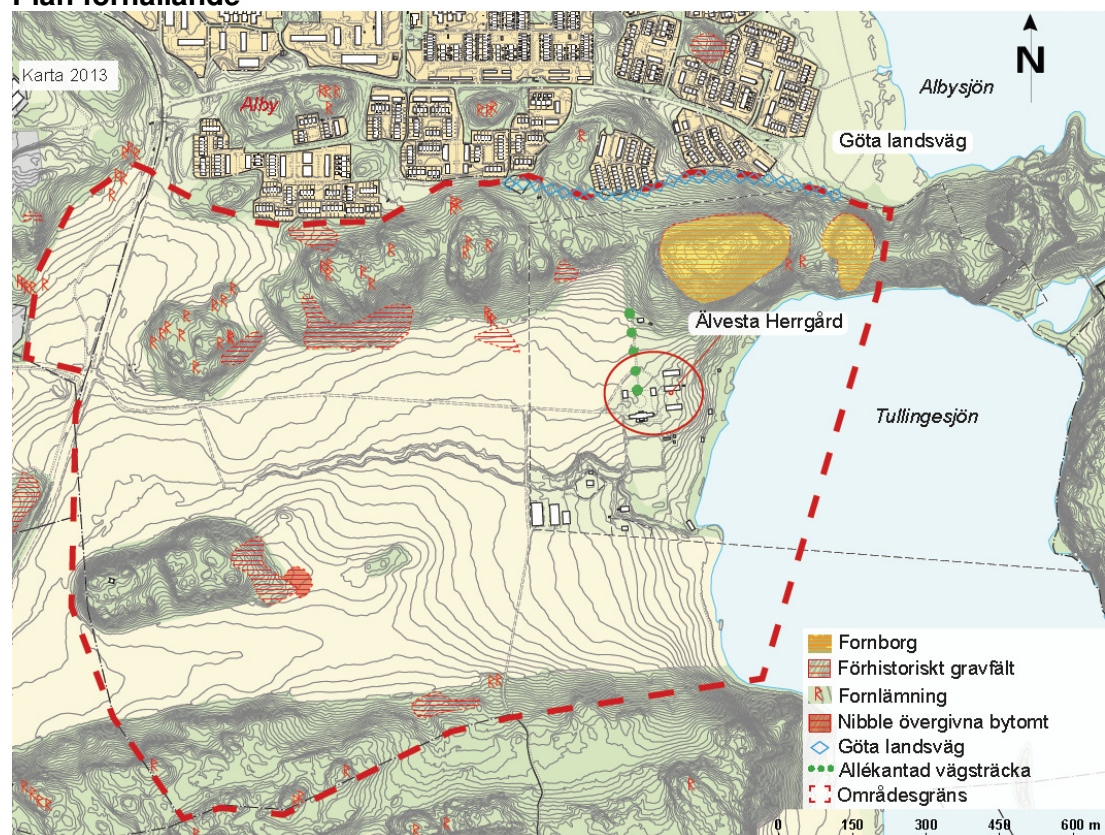 Plan förhållande
Karta 2013
N
Albysjön
Alby
Göta landsväg
Älvesta Herrgård
Tullingesjön
Fornborg
Förhistoriskt gravfält
R Fornlämning
Nibble övergivna bytomt
Göta landsväg
Allékantad vägsträcka
Områdesgräns
0 150 300 450 600 m